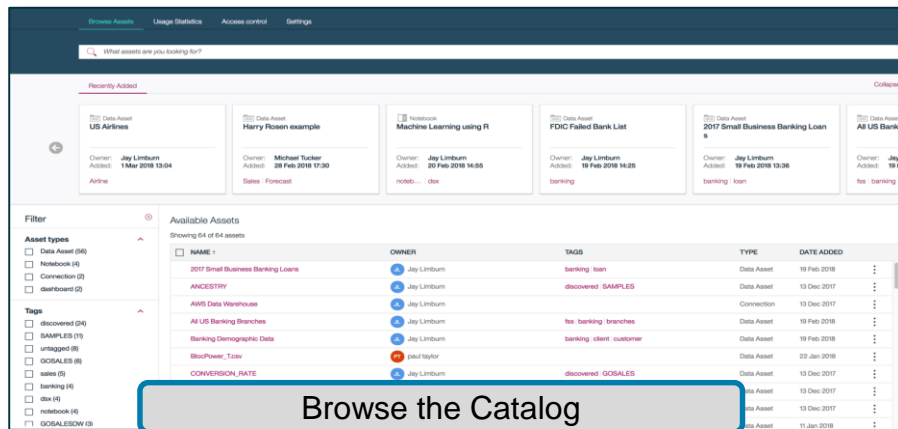 Browse Assets Usage Statistics Access control Settings
What assets are you looking for?
Recently Added
Data Asset
US Airlines
Owner: Jay Limburn
Added: 1 Mar 2018 13:04
Airline
Data Asset
Harry Rosen example
Owner: Michael Tucker
Added: 28 Feb 2018 17:30
Sales | Forecast
Notebook
Machine Learning using R
Owner: Jay Limburn
Added: 20 Feb 2018 14:55
noteb... | dsx
Data Asset
FDIC Failed Bank List
Owner: Jay Limburn
Added: 19 Feb 2018 14:25
banking
Data Asset
2017 Small Business Banking Loan
s
Owner: Jay Limburn
Added: 19 Feb 2018 13:36
banking | loan
All US Bank
Owner:
Added: 19
fss | banking
Filter
Asset types
Data Asset (56)
Notebook (4)
Connection (2)
dashboard (2)
Tags
discovered (24)
SAMPLES (11)
untagged (8)
GOSALES (6)
sales (5)
banking (4)
dsx (4)
notebook (4)
GOSALESDW (3)
Available Assets
Showing 64 of 64 assets
NAME ↑ OWNER TAGS TYPE DATE ADDED
2017 Small Business Banking Loans JL Jay Limburn banking | loan Data Asset 19 Feb 2018
ANCESTRY JL Jay Limburn discovered | SAMPLES Data Asset 13 Dec 2017
AWS Data Warehouse JL Jay Limburn Connection 13 Dec 2017
All US Banking Branches JL Jay Limburn fss | banking | branches Data Asset 19 Feb 2018
Banking Demographic Data JL Jay Limburn banking | client | customer Data Asset 19 Feb 2018
BlocPower_T.csv PT paul taylor Data Asset 22 Jan 2018
CONVERSION_RATE JL Jay Limburn discovered | GOSALES Data Asset 13 Dec 2017
Asset 13 Dec 2017
Asset 13 Dec 2017
Asset 11 Jan 2018
Browse the Catalog